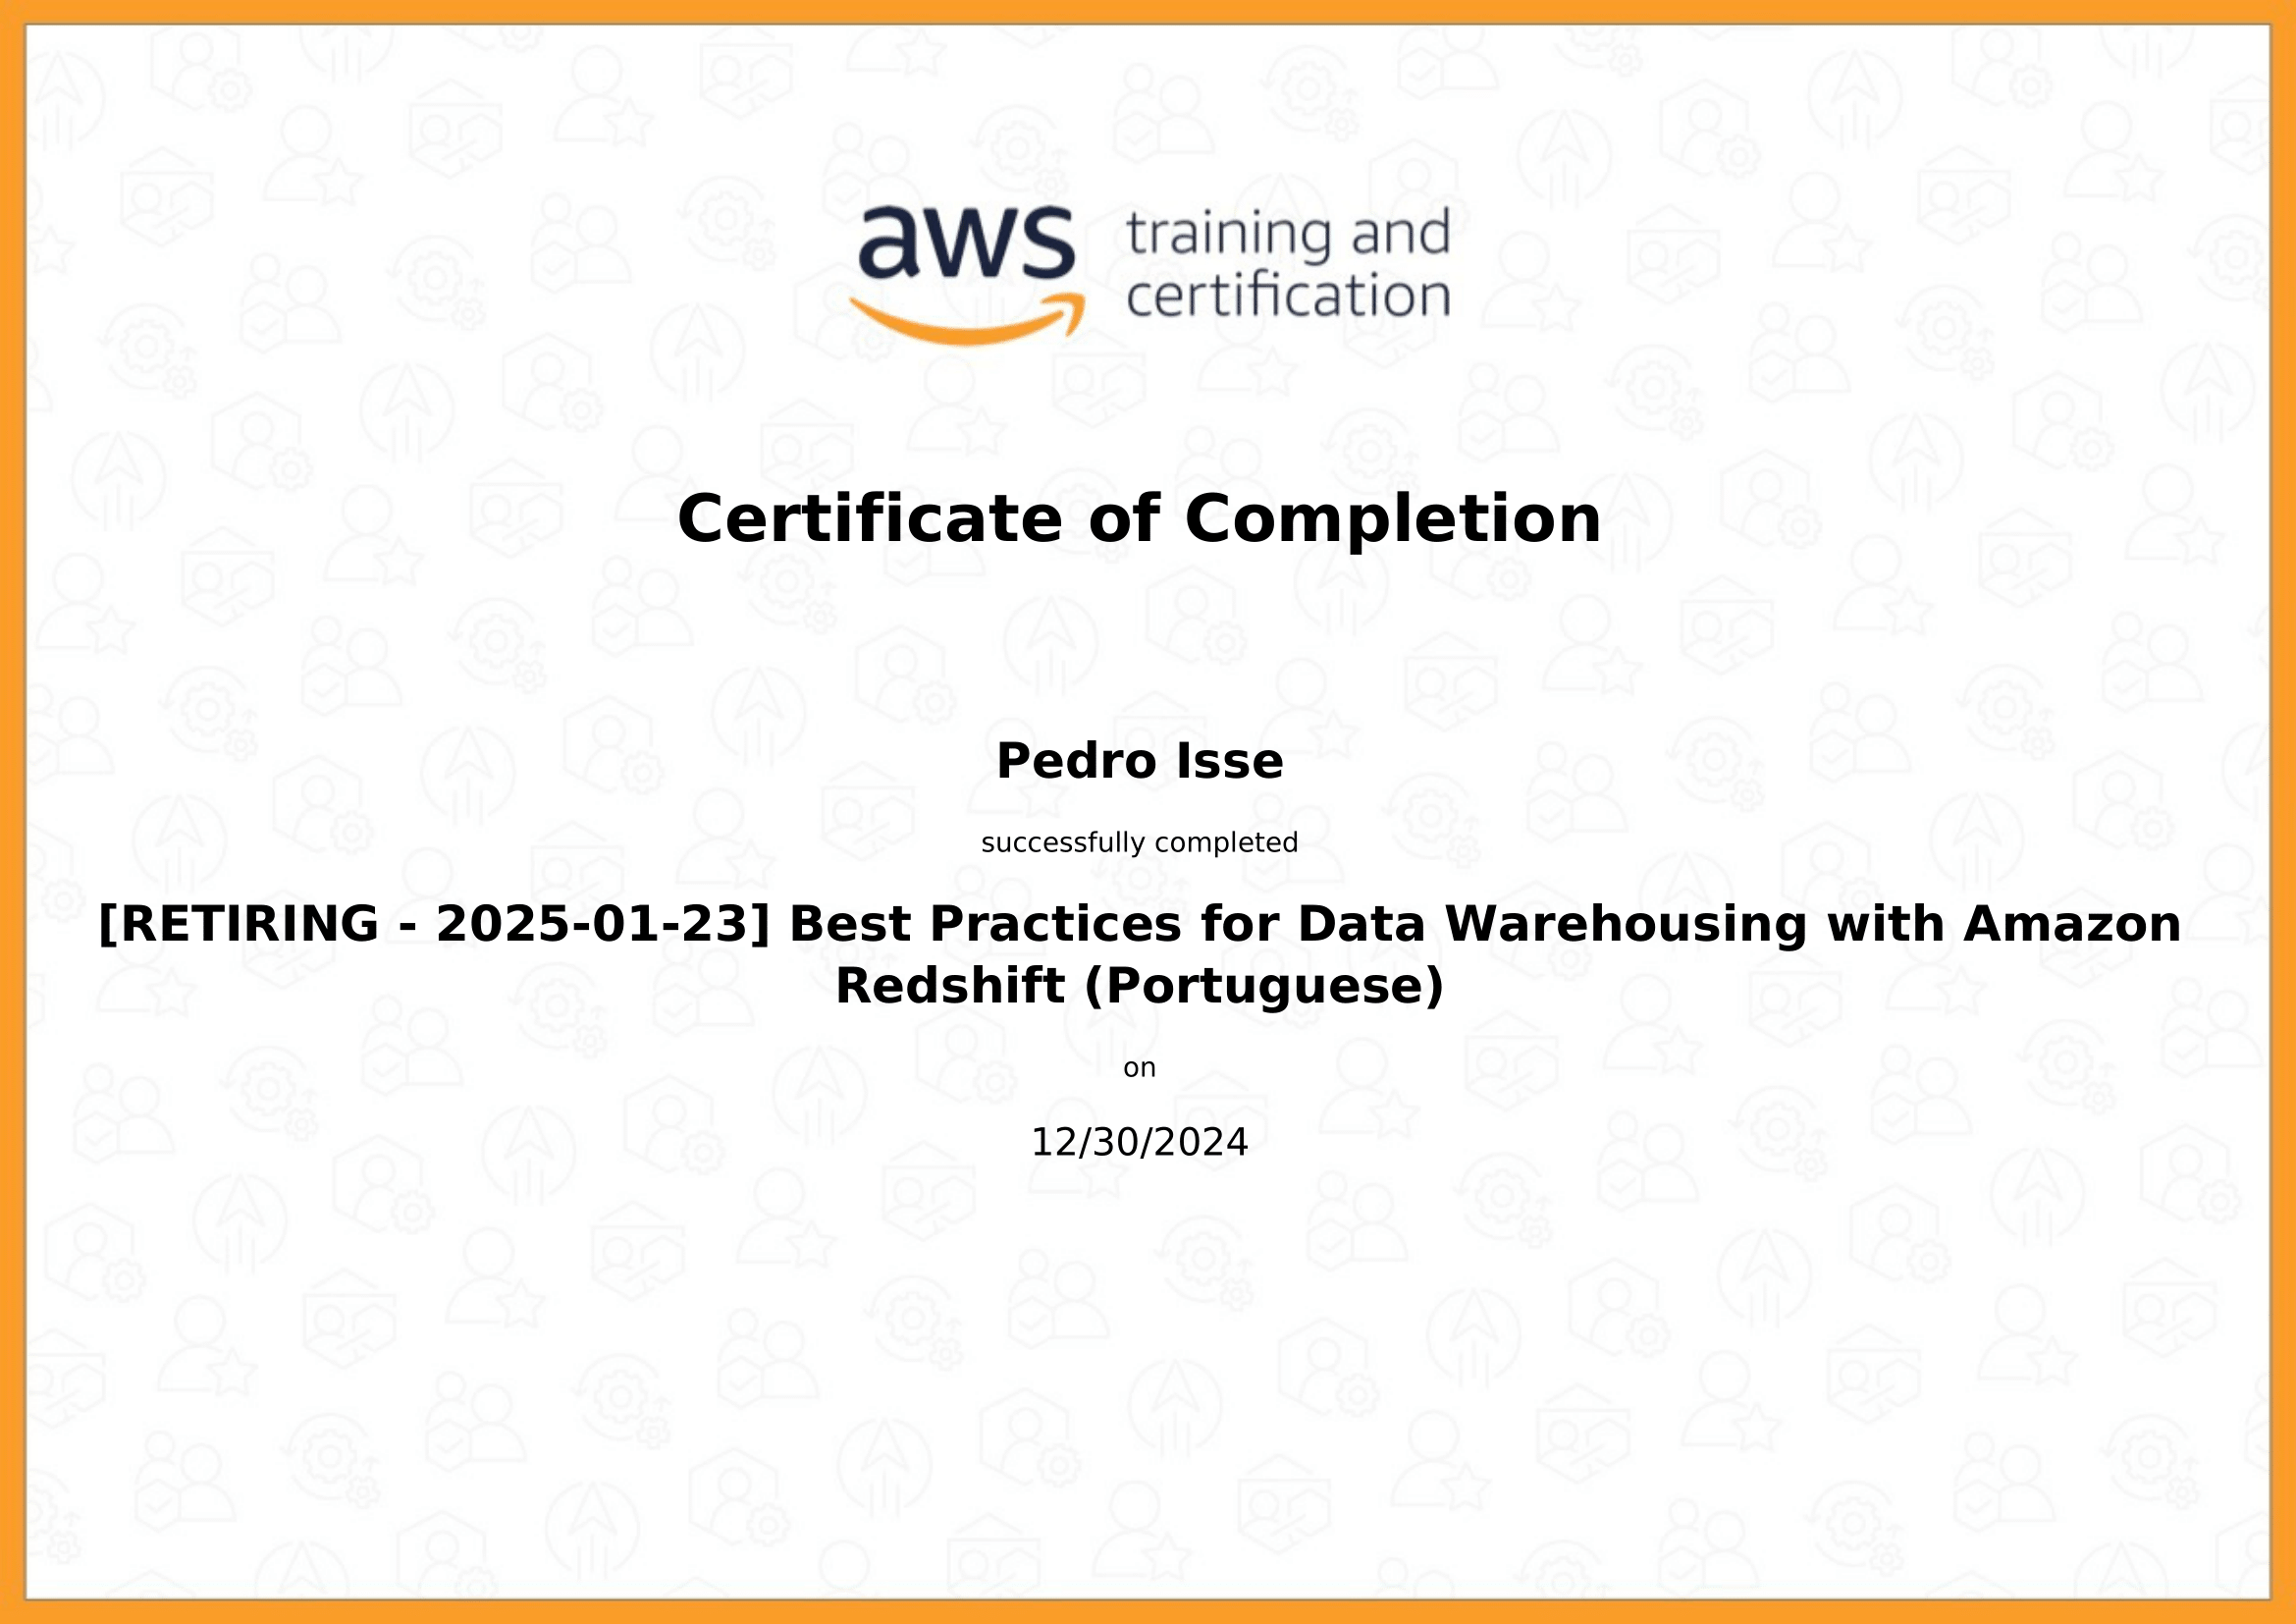 aws training and
certification
Certificate of Completion
Pedro Isse
successfully completed
[RETIRING - 2025-01-23] Best Practices for Data Warehousing with Amazon
Redshift (Portuguese)
on
12/30/2024